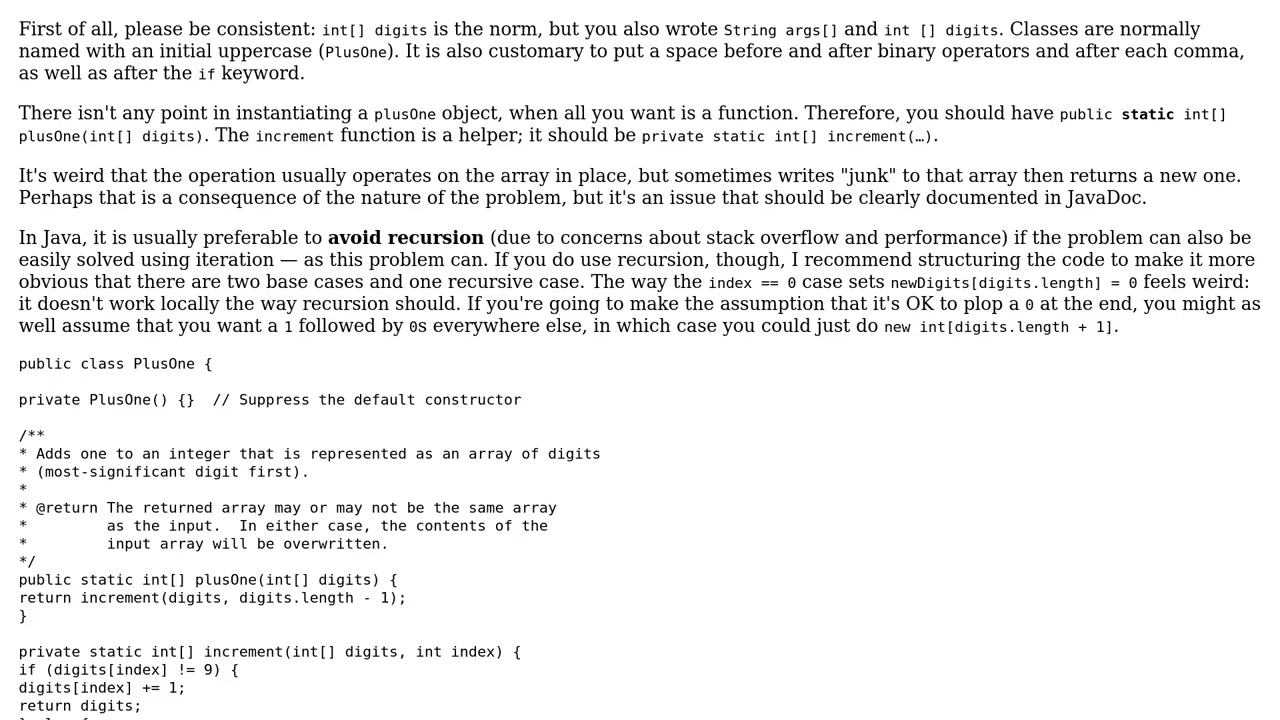 First of all, please be consistent: int[] digits is the norm, but you also wrote String args[] and int [] digits. Classes are normally
named with an initial uppercase (PlusOne). It is also customary to put a space before and after binary operators and after each comma,
as well as after the if keyword.
There isn't any point in instantiating a plusOne object, when all you want is a function. Therefore, you should have public static int[]
plusOne(int[] digits). The increment function is a helper; it should be private static int[] increment(…).
It's weird that the operation usually operates on the array in place, but sometimes writes "junk" to that array then returns a new one.
Perhaps that is a consequence of the nature of the problem, but it's an issue that should be clearly documented in JavaDoc.
In Java, it is usually preferable to avoid recursion (due to concerns about stack overflow and performance) if the problem can also be
easily solved using iteration — as this problem can. If you do use recursion, though, I recommend structuring the code to make it more
obvious that there are two base cases and one recursive case. The way the index == 0 case sets newDigits[digits.length] = 0 feels weird:
it doesn't work locally the way recursion should. If you're going to make the assumption that it's OK to plop a 0 at the end, you might as
well assume that you want a 1 followed by 0s everywhere else, in which case you could just do new int[digits.length + 1].
public class PlusOne {
private PlusOne() {}  // Suppress the default constructor
/**
* Adds one to an integer that is represented as an array of digits
* (most-significant digit first).
*
* @return The returned array may or may not be the same array
*         as the input.  In either case, the contents of the
*         input array will be overwritten.
*/
public static int[] plusOne(int[] digits) {
return increment(digits, digits.length - 1);
}
private static int[] increment(int[] digits, int index) {
if (digits[index] != 9) {
digits[index] += 1;
return digits;